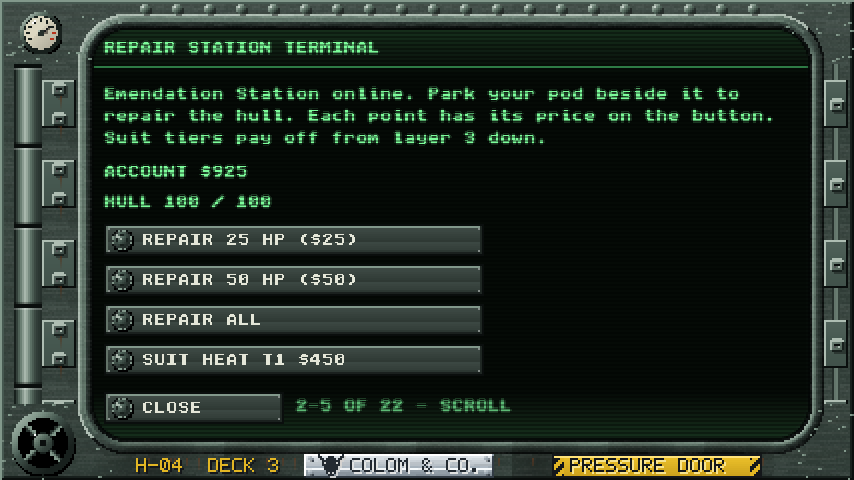 REPAIR STATION TERMINAL
Emendation Station online. Park your pod beside it to
repair the hull. Each point has its price on the button.
Suit tiers pay off from layer 3 down.
ACCOUNT $925
HULL 100 / 100
REPAIR 25 HP ($25)
REPAIR 50 HP ($50)
REPAIR ALL
SUIT HEAT T1 $450
CLOSE
2-5 OF 22 - SCROLL
H-04 DECK 3 COLOM & CO. PRESSURE DOOR